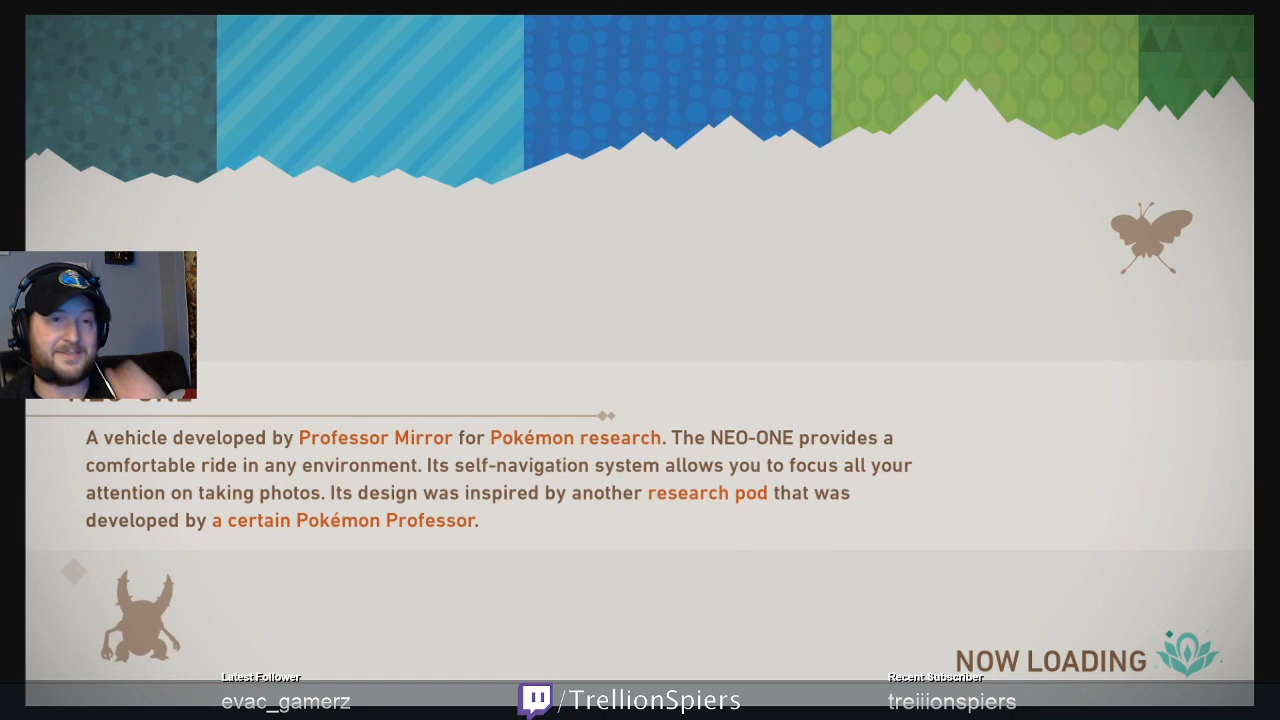 NEO-ONE
A vehicle developed by Professor Mirror for Pokémon research. The NEO-ONE provides a
comfortable ride in any environment. Its self-navigation system allows you to focus all your
attention on taking photos. Its design was inspired by another research pod that was
developed by a certain Pokémon Professor.
NOW LOADING
Latest Follower
evac_gamerz
/TrellionSpiers
Recent Subscriber
treiiionspiers